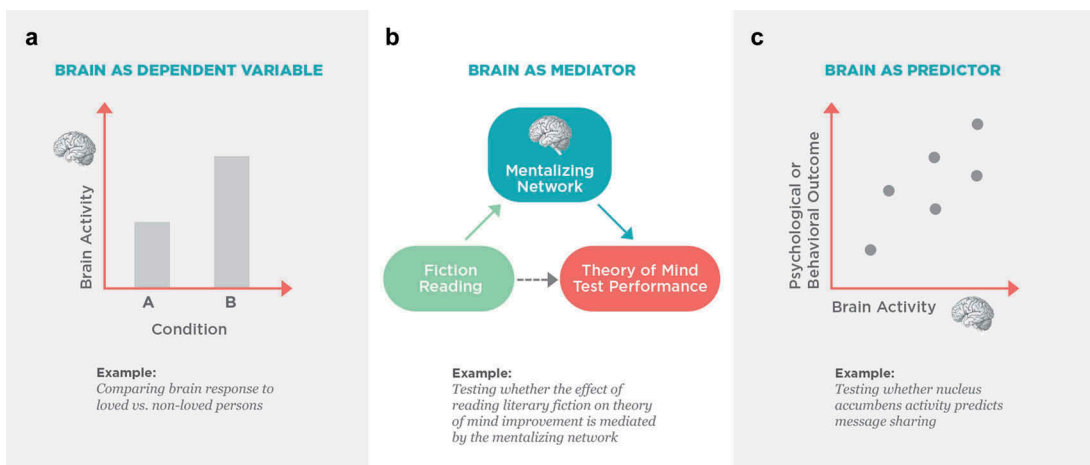 a
BRAIN AS DEPENDENT VARIABLE
Brain Activity
A
B
Condition
Example:
Comparing brain response to
loved vs. non-loved persons
b
BRAIN AS MEDIATOR
Mentalizing
Network
Fiction
Reading
Theory of Mind
Test Performance
Example:
Testing whether the effect of
reading literary fiction on theory
of mind improvement is mediated
by the mentalizing network
c
BRAIN AS PREDICTOR
Psychological or
Behavioral Outcome
Brain Activity
Example:
Testing whether nucleus
accumbens activity predicts
message sharing